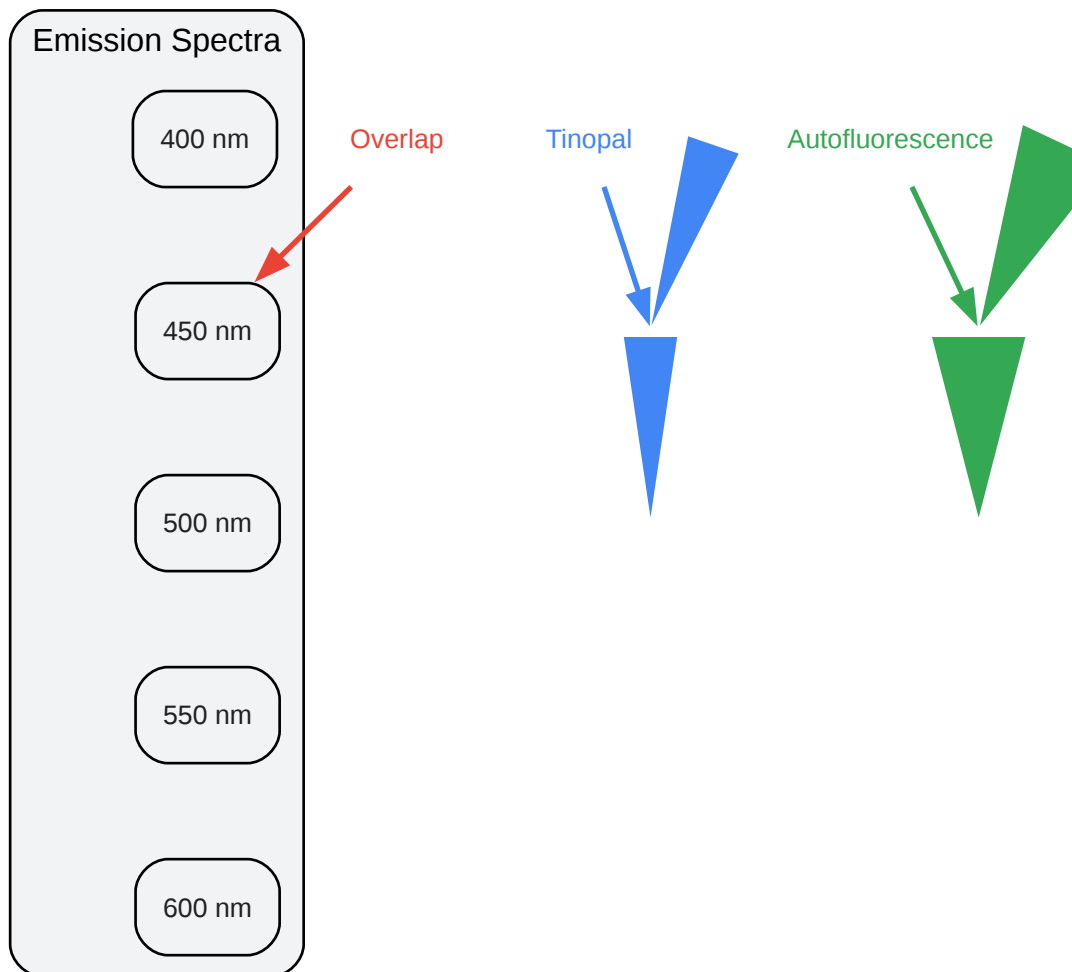 Emission Spectra
400 nm
Overlap
Tinopal
Autofluorescence
450 nm
500 nm
550 nm
600 nm